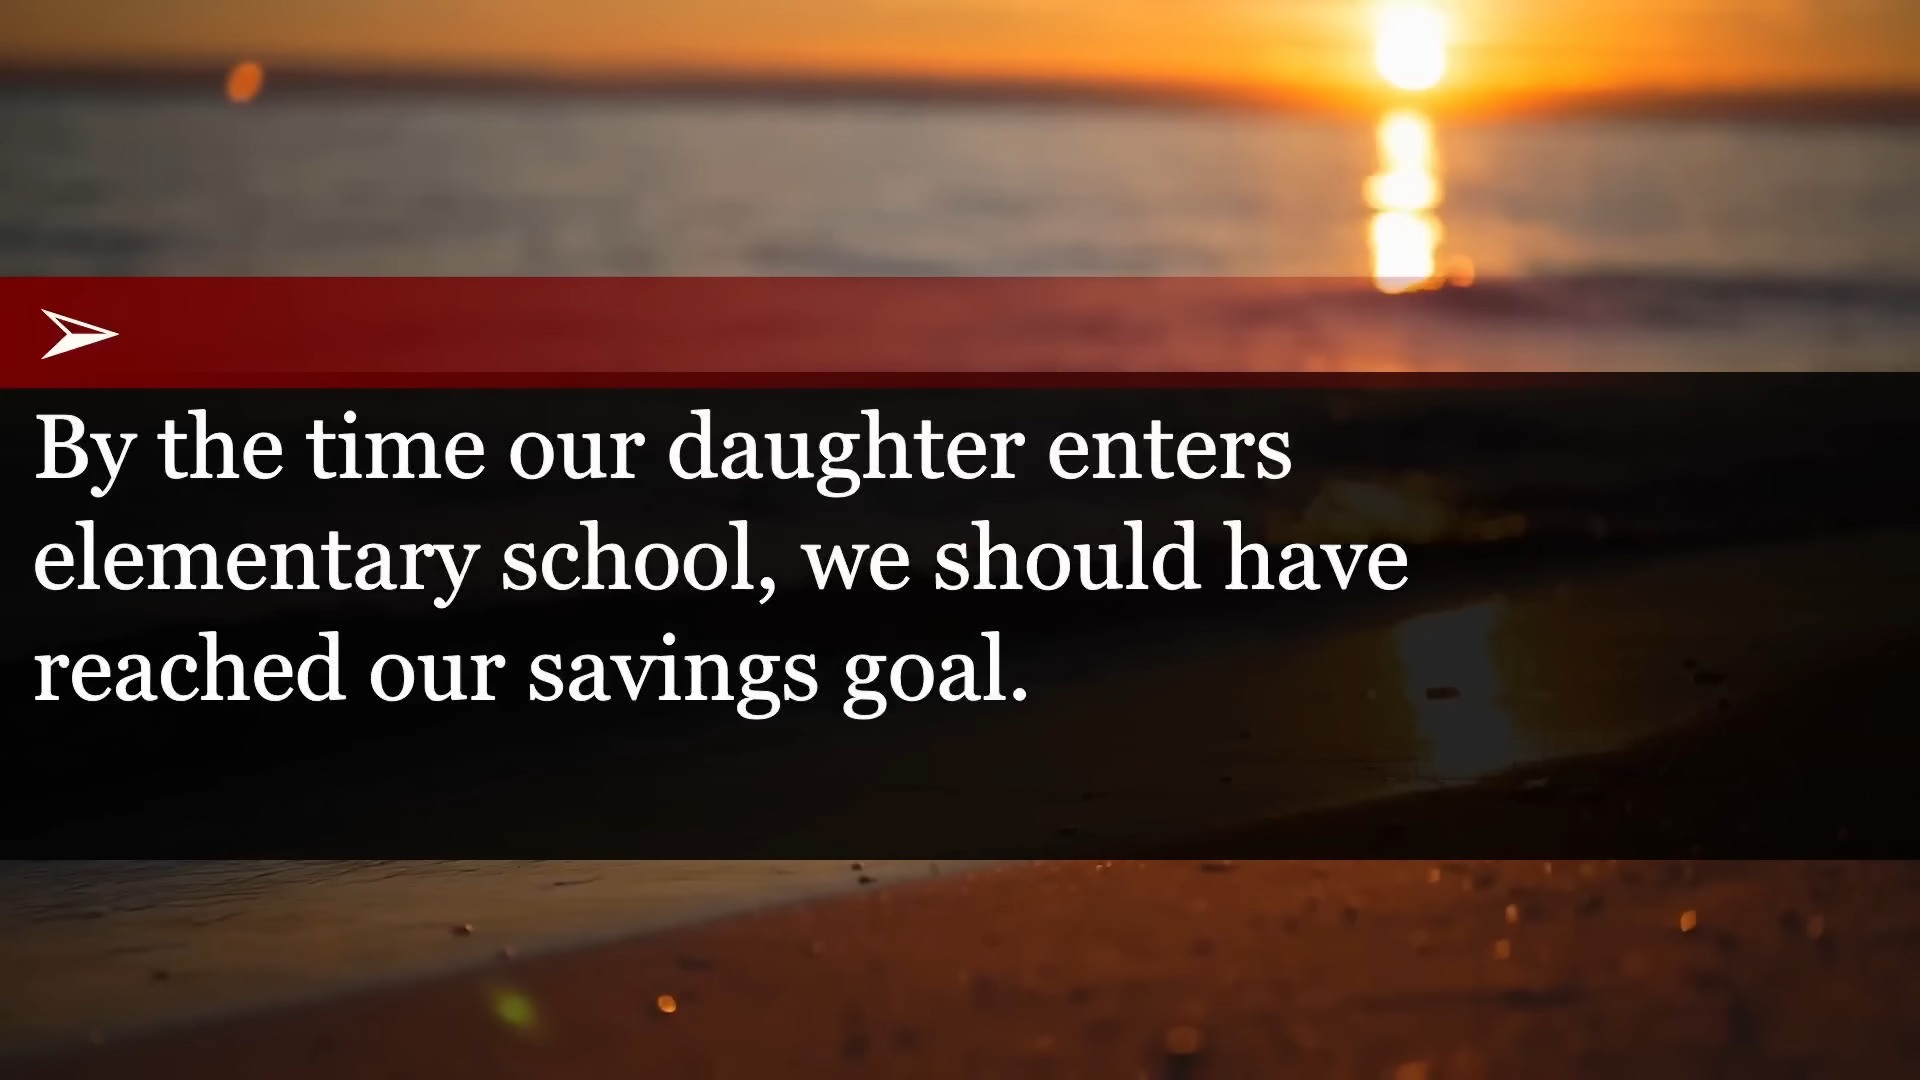 By the time our daughter enters
elementary school, we should have
reached our savings goal.